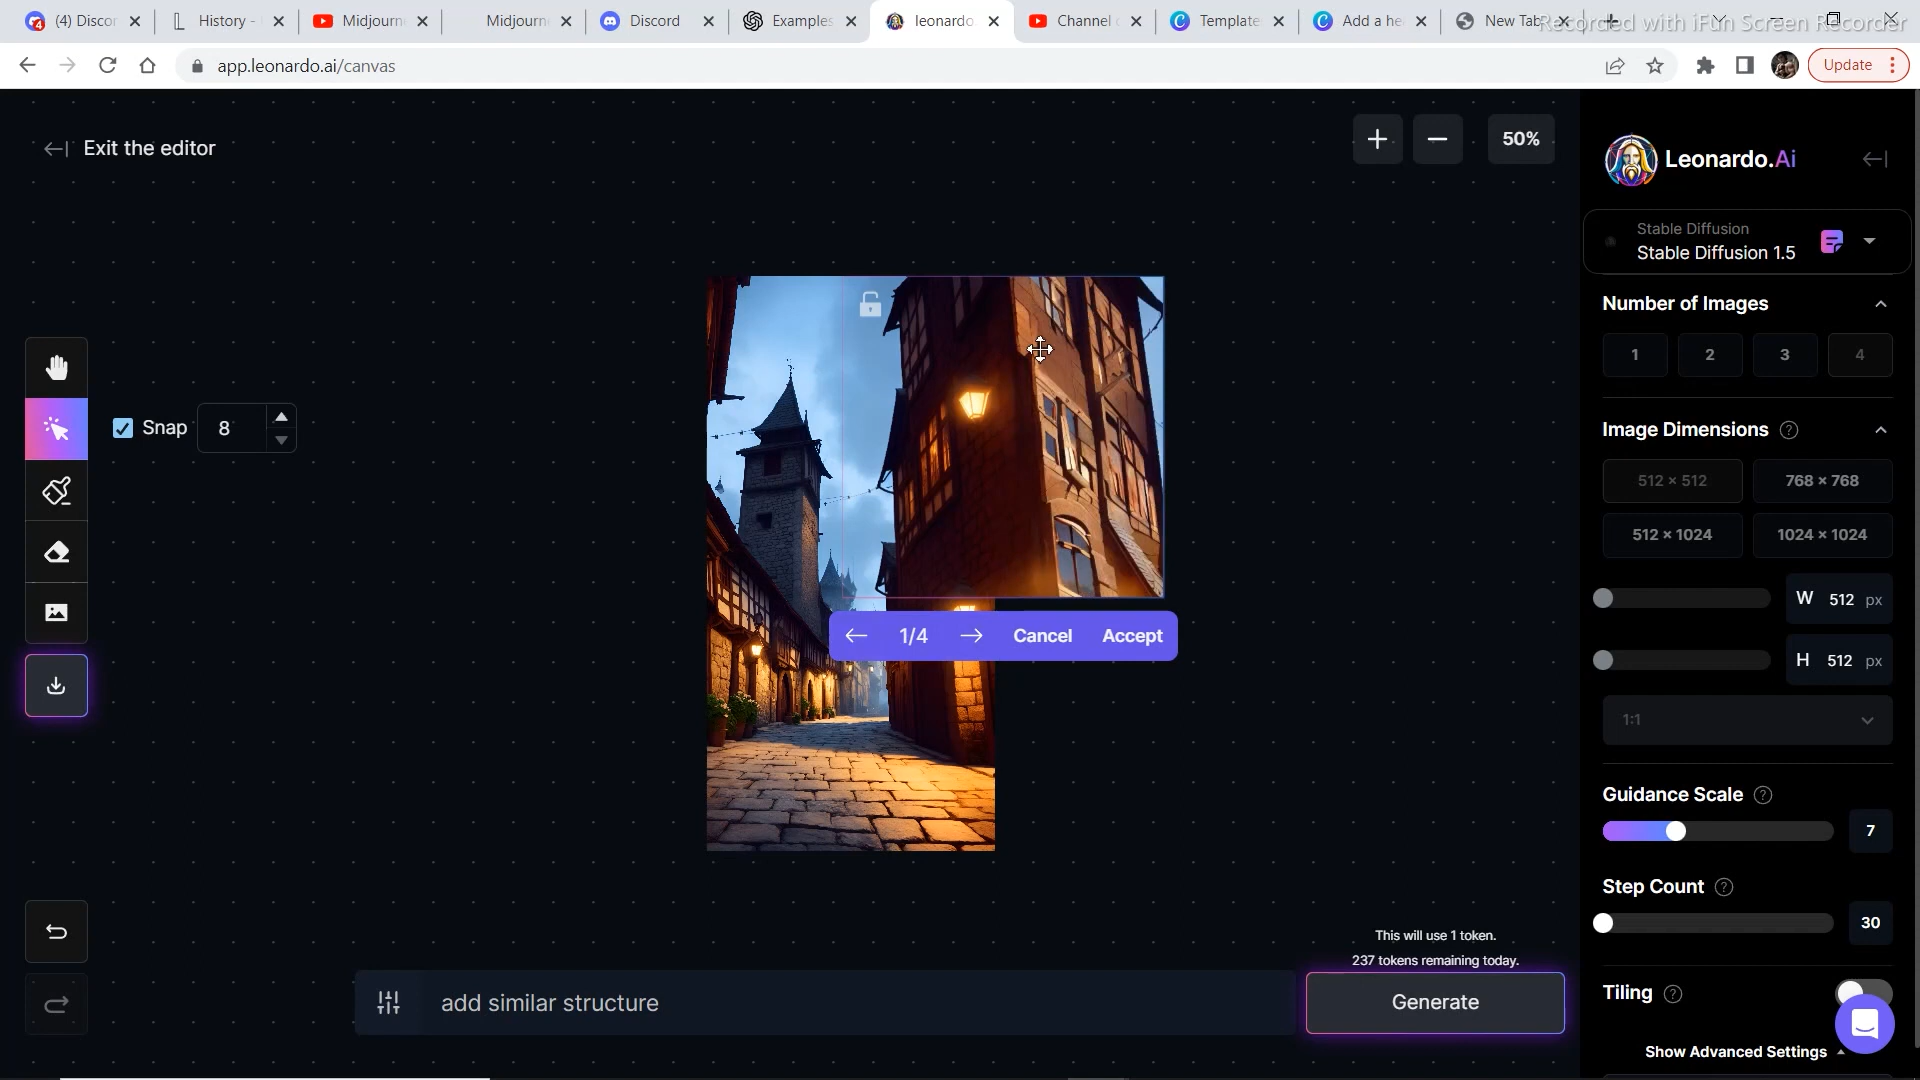 (4) Discor
History -
Midjourn
Midjourn
Discord
Examples
leonardo.
Channel
Template
Add a he
New Tab
Recorded with iFun Screen Recorder
app.leonardo.ai/canvas
Update
Exit the editor
50%
Leonardo.Ai
Stable Diffusion
Stable Diffusion 1.5
Number of Images
1 2 3 4
Image Dimensions ?
512 × 512 768 × 768
512 × 1024 1024 × 1024
W 512 px
H 512 px
1:1
Guidance Scale ?
7
Step Count ?
30
Tiling ?
Show Advanced Settings
Snap 8
1/4 Cancel Accept
This will use 1 token.
237 tokens remaining today.
add similar structure
Generate